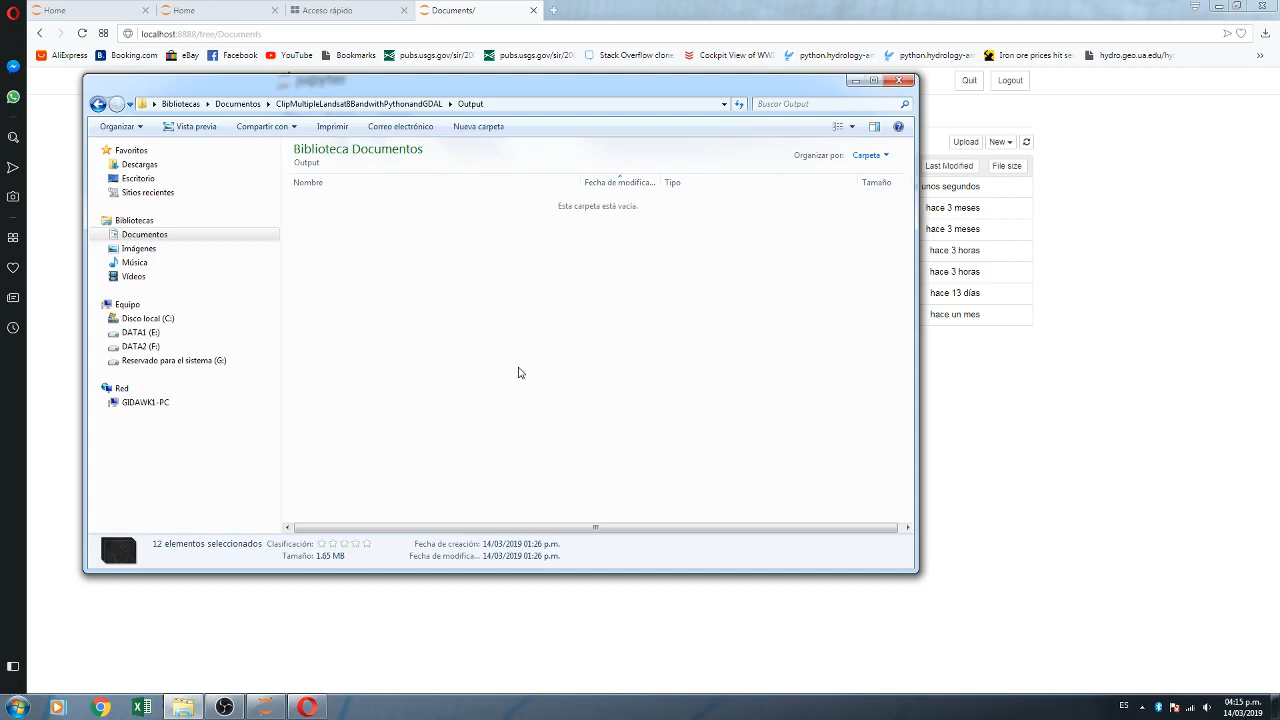 Home
Home
Acceso rápido
Documents/
localhost:8888/tree/Documents
AliExpress
Booking.com
eBay
Facebook
YouTube
Bookmarks
pubs.usgs.gov/sir/20
pubs.usgs.gov/of/20
Stack Overflow clone
WWI
python.hydrology-am
python.hydrology-am
Iron ore prices hit se
hydro.geo.ua.edu/hy
jupyter
Quit
Logout
Bibliotecas
Documentos
ClipMultipleLandsat8BandwithPythonandGDAL
Output
Buscar Output
Organizar
Vista previa
Compartir con
Imprimir
Correo electrónico
Nueva carpeta
Favoritos
Descargas
Escritorio
Sitios recientes
Bibliotecas
Documentos
Imágenes
Música
Vídeos
Equipo
Disco local (C:)
DATA1 (E:)
DATA2 (F:)
Reservado para el sistema (G:)
Red
GIDAWK1-PC
Biblioteca Documentos
Output
Organizar por:
Carpeta
Nombre
Fecha de modifica...
Tipo
Tamaño
Esta carpeta está vacía.
Upload
New
Last Modified
File size
unos segundos
hace 3 meses
hace 3 meses
hace 3 horas
hace 3 horas
hace 13 días
hace un mes
12 elementos seleccionados
Clasificación:
Fecha de creación: 14/03/2019 01:26 p.m.
Tamaño: 1.65 MB
Fecha de modifica... 14/03/2019 01:26 p.m.
ES
04:15 p.m.
14/03/2019